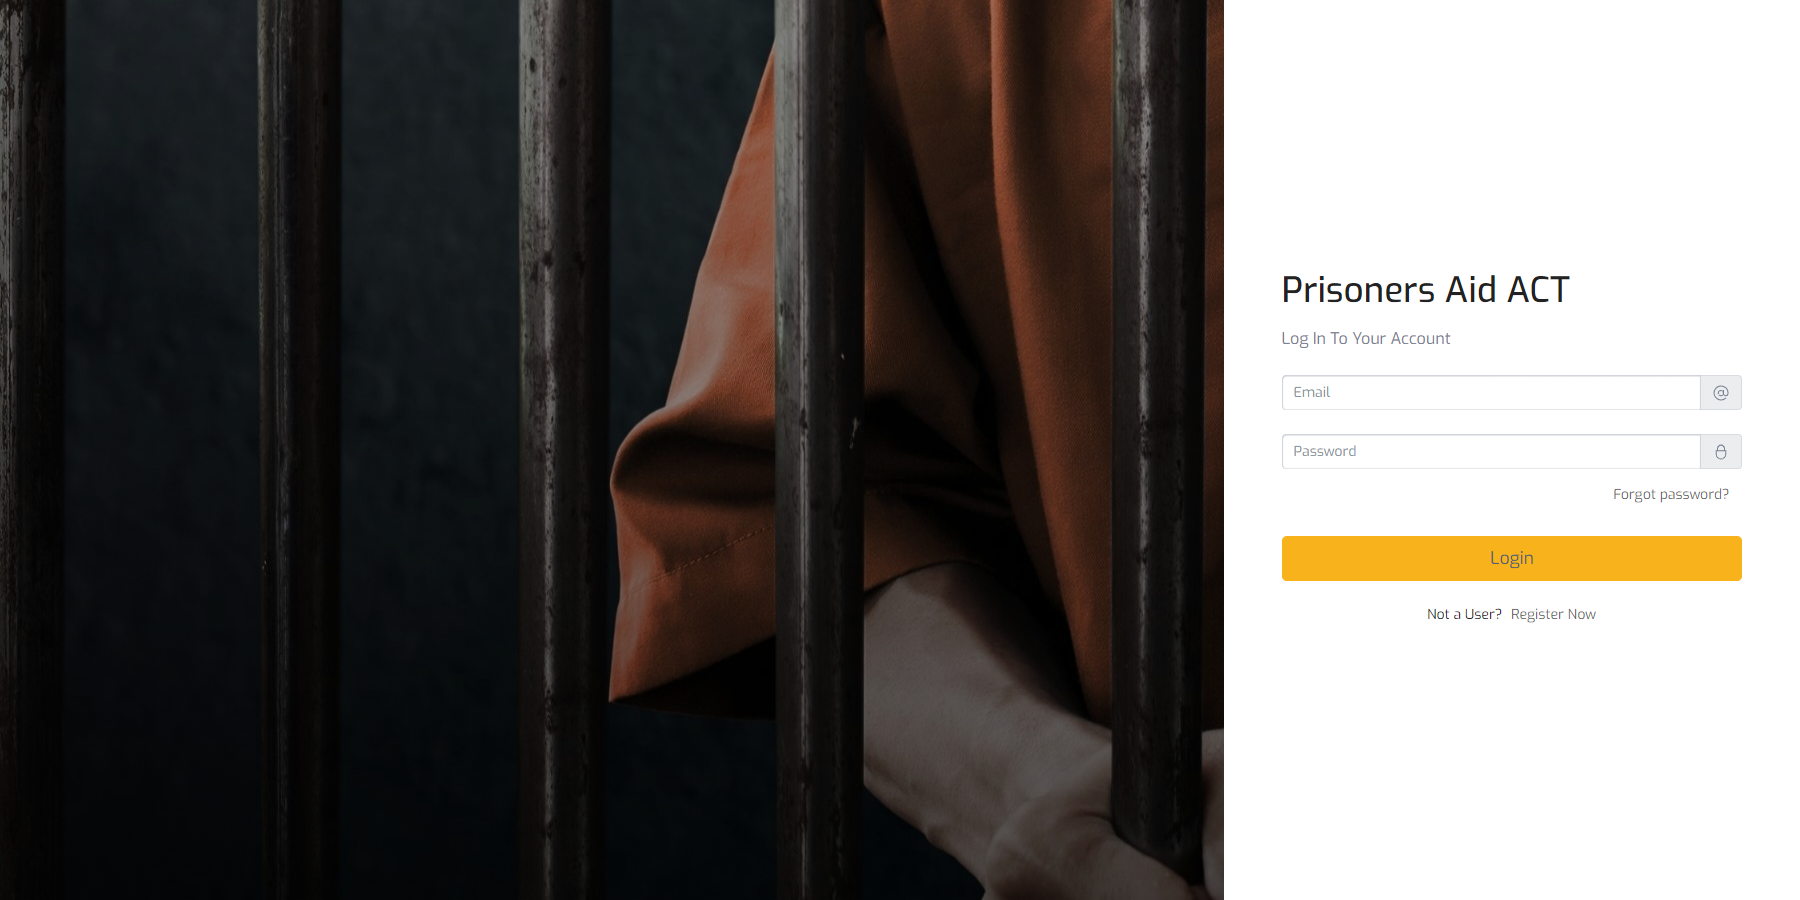 Prisoners Aid ACT
Log In To Your Account
Email
@
Password
Forgot password?
Login
Not a User? Register Now